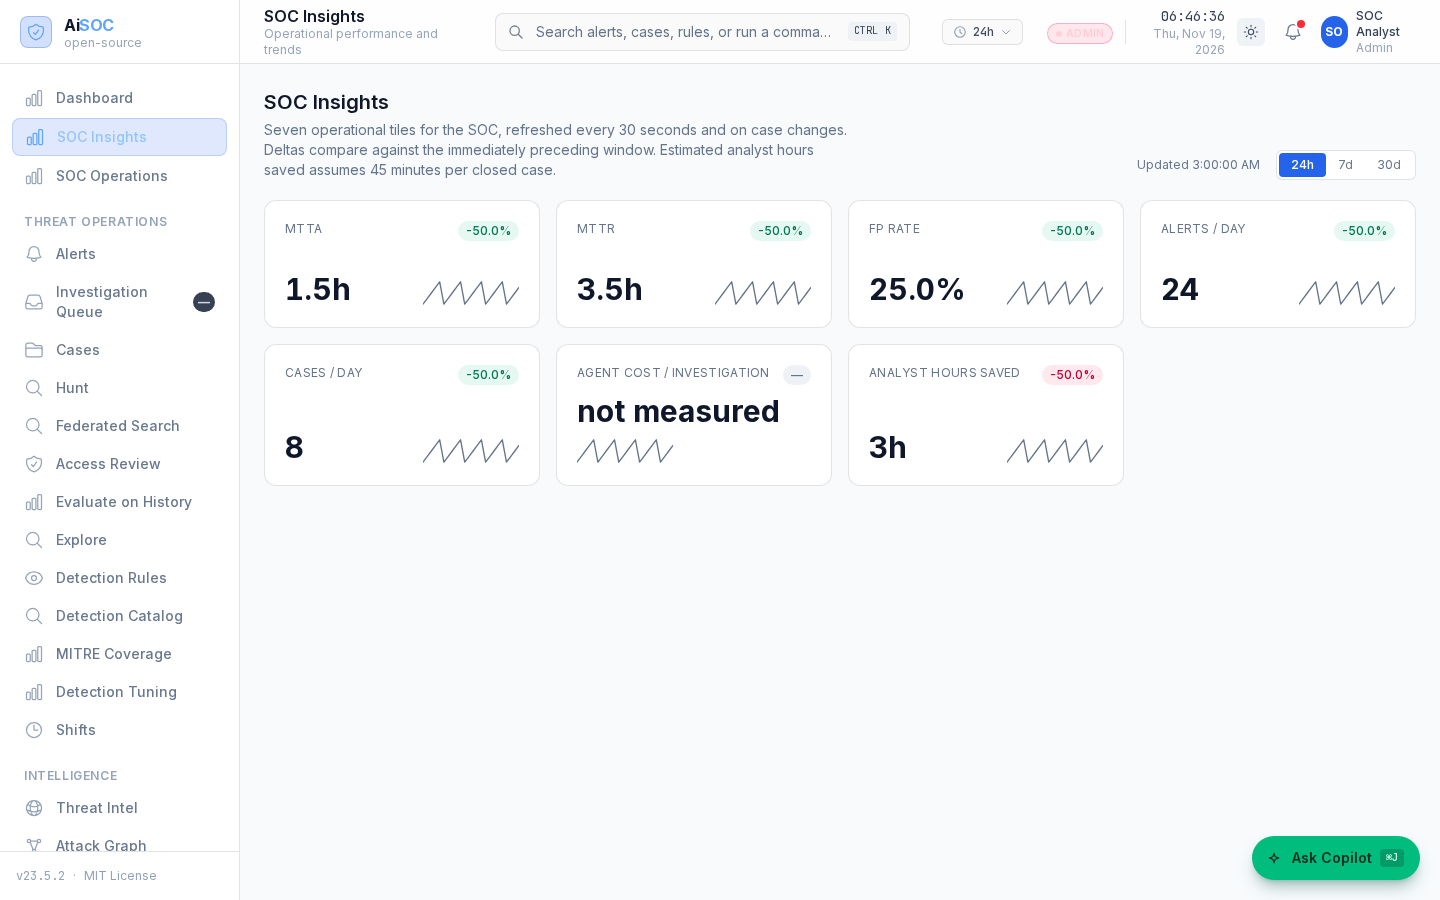 AiSOC
open-source
Dashboard
SOC Insights
SOC Operations
THREAT OPERATIONS
Alerts
Investigation
Queue
—
Cases
Hunt
Federated Search
Access Review
Evaluate on History
Explore
Detection Rules
Detection Catalog
MITRE Coverage
Detection Tuning
Shifts
INTELLIGENCE
Threat Intel
Attack Graph
v23.5.2 · MIT License
SOC Insights
Operational performance and
trends
Search alerts, cases, rules, or run a comma...
CTRL K
24h
ADMIN
06:46:36
Thu, Nov 19,
2026
SO
SOC
Analyst
Admin
SOC Insights
Seven operational tiles for the SOC, refreshed every 30 seconds and on case changes.
Deltas compare against the immediately preceding window. Estimated analyst hours
saved assumes 45 minutes per closed case.
Updated 3:00:00 AM
24h 7d 30d
MTTA -50.0%
1.5h
MTTR -50.0%
3.5h
FP RATE -50.0%
25.0%
ALERTS / DAY -50.0%
24
CASES / DAY -50.0%
8
AGENT COST / INVESTIGATION —
not measured
ANALYST HOURS SAVED -50.0%
3h
Ask Copilot ⌘J